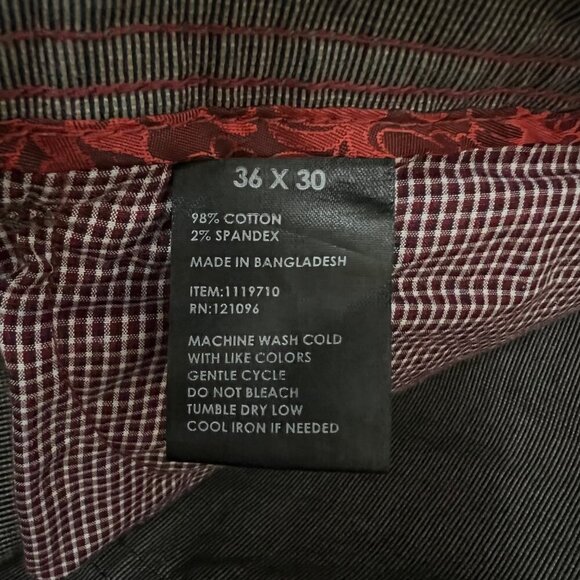 36 X 30
98% COTTON
2% SPANDEX
MADE IN BANGLADESH
ITEM:1119710
RN:121096
MACHINE WASH COLD
WITH LIKE COLORS
GENTLE CYCLE
DO NOT BLEACH
TUMBLE DRY LOW
COOL IRON IF NEEDED